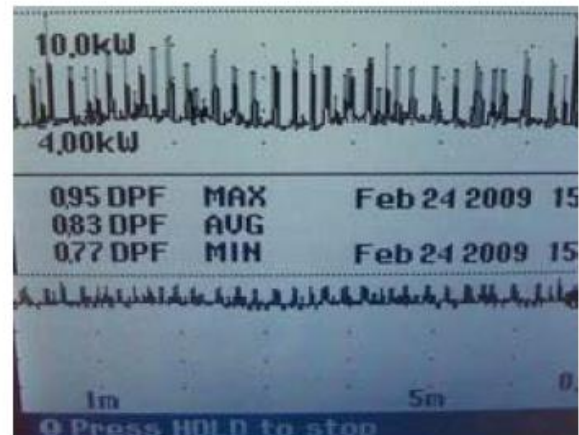 10.0kW
4.00kW
0.95 DPF MAX Feb 24 2009 15
0.83 DPF AVG
0.77 DPF MIN Feb 24 2009 15
0.
1m 5m
Press HOLD to stop